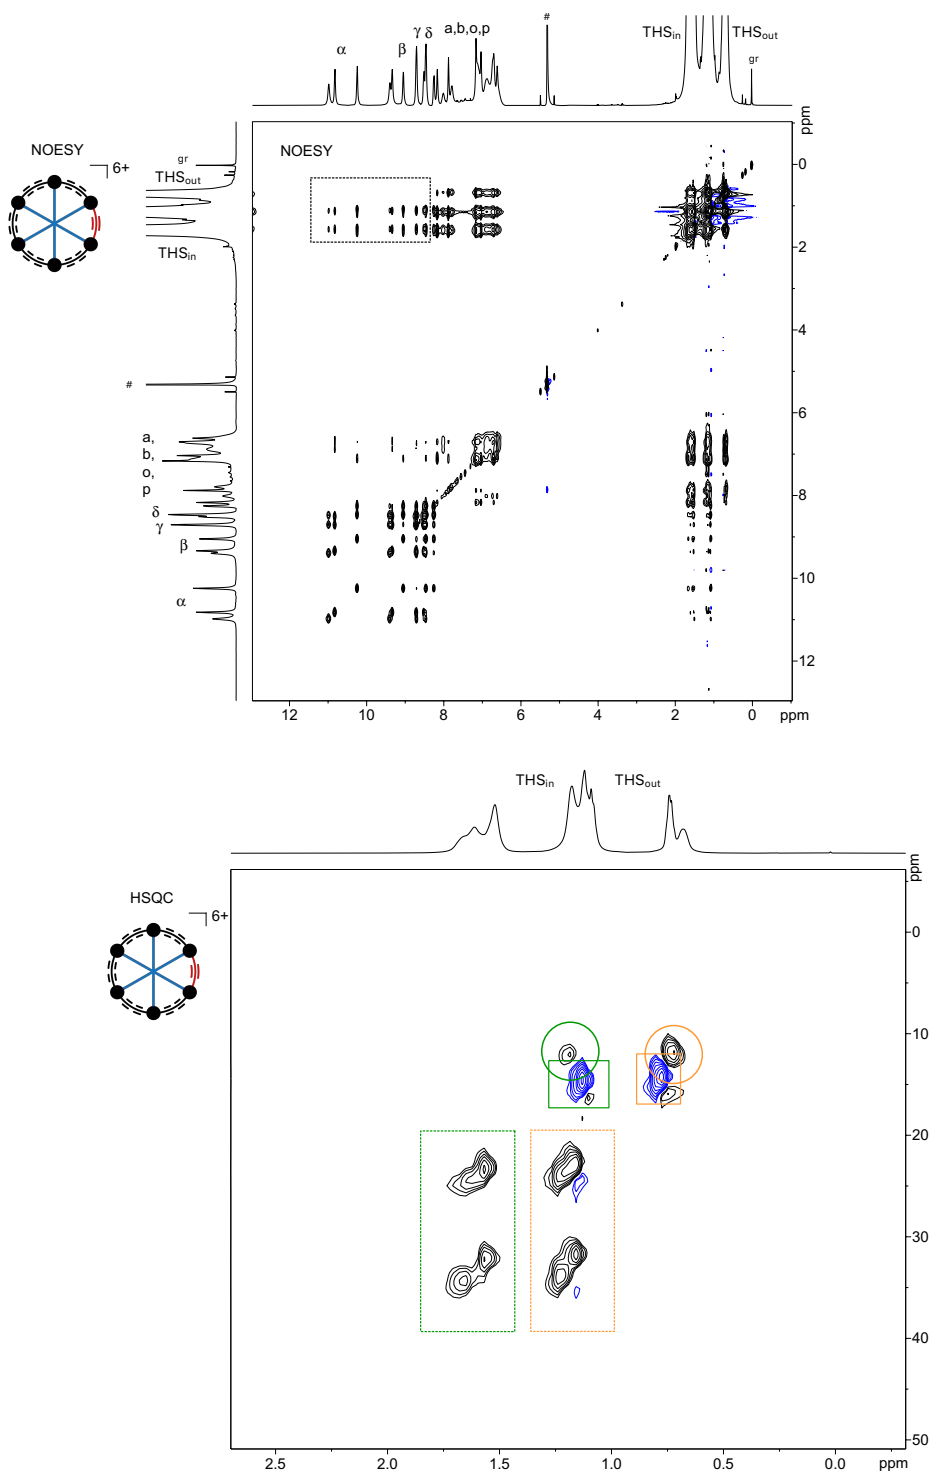 #
γ δ
a,b,o,p
THSin
THSout
α
β
gr
ppm
NOESY
6+
gr
THSout
THSin
#
a,
b,
o,
p
δ
γ
β
α
NOESY
0
2
4
6
8
10
12
12
10
8
6
4
2
0
ppm
THSin
THSout
ppm
HSQC
6+
0
10
20
30
40
50
2.5
2.0
1.5
1.0
0.5
0.0
ppm